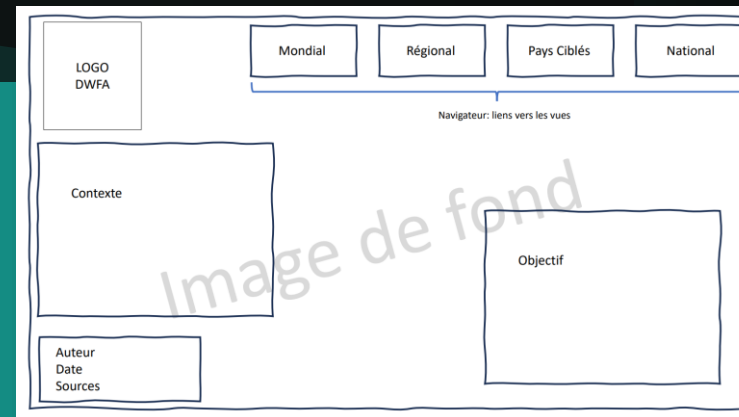 LOGO
DWFA
Mondial
Régional
Pays Ciblés
National
Navigateur: liens vers les vues
Contexte
Image de fond
Objectif
Auteur
Date
Sources